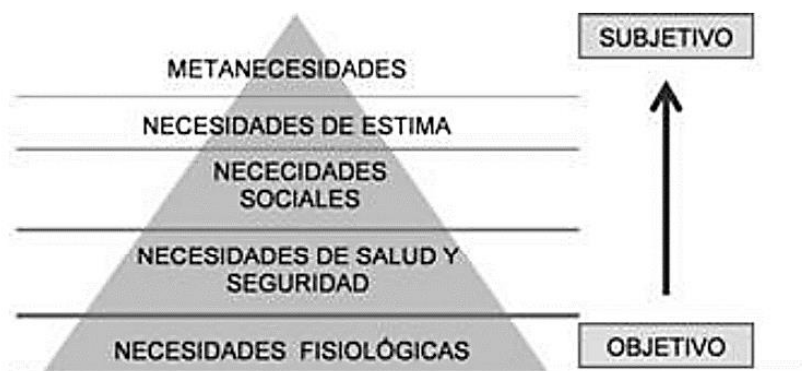 SUBJETIVO
METANECESIDADES
NECESIDADES DE ESTIMA
NECECIDADES
SOCIALES
NECESIDADES DE SALUD Y
SEGURIDAD
NECESIDADES FISIOLÓGICAS
OBJETIVO